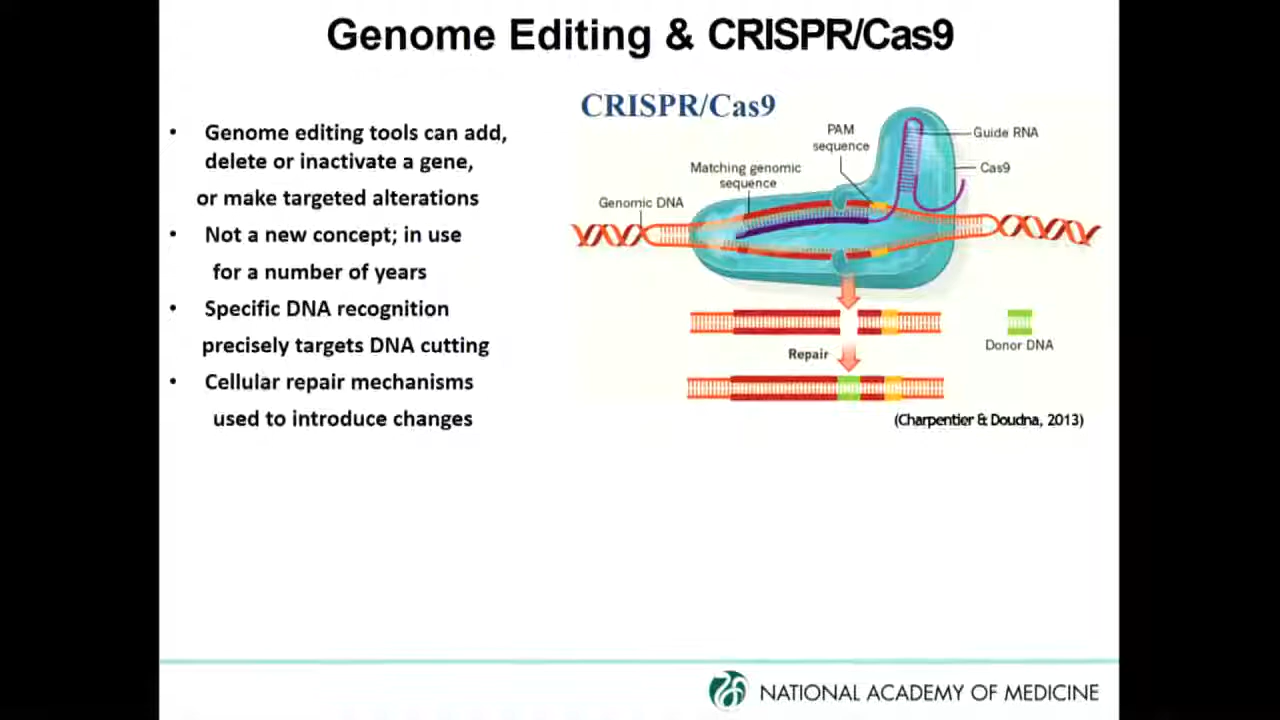 Genome Editing & CRISPR/Cas9
• Genome editing tools can add,
delete or inactivate a gene,
or make targeted alterations
• Not a new concept; in use
for a number of years
• Specific DNA recognition
precisely targets DNA cutting
• Cellular repair mechanisms
used to introduce changes
CRISPR/Cas9
PAM
sequence
Guide RNA
Matching genomic
sequence
Cas9
Genomic DNA
Donor DNA
Repair
(Charpentier & Doudna, 2013)
NATIONAL ACADEMY OF MEDICINE